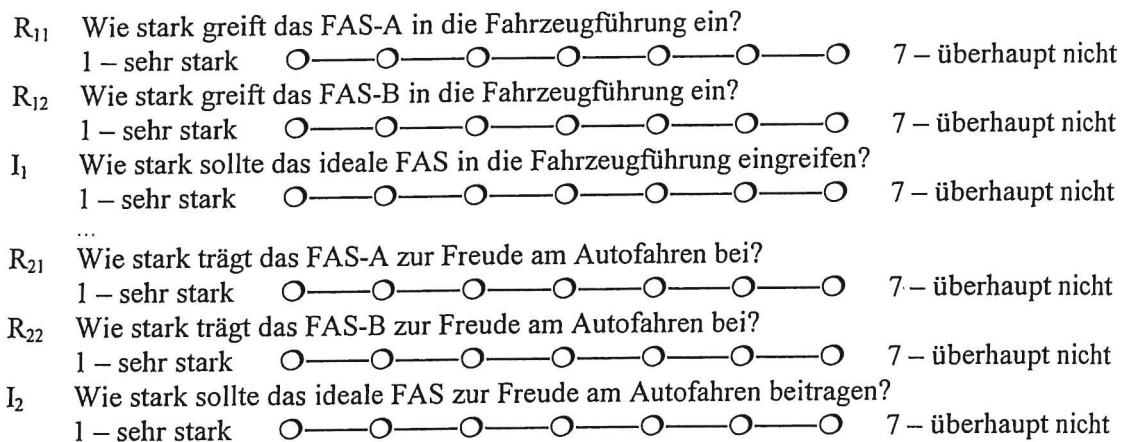 R₁₁ Wie stark greift das FAS-A in die Fahrzeugführung ein?
1 – sehr stark 7 – überhaupt nicht
R₁₂ Wie stark greift das FAS-B in die Fahrzeugführung ein?
1 – sehr stark 7 – überhaupt nicht
I₁ Wie stark sollte das ideale FAS in die Fahrzeugführung eingreifen?
1 – sehr stark 7 – überhaupt nicht
...
R₂₁ Wie stark trägt das FAS-A zur Freude am Autofahren bei?
1 – sehr stark 7 – überhaupt nicht
R₂₂ Wie stark trägt das FAS-B zur Freude am Autofahren bei?
1 – sehr stark 7 – überhaupt nicht
I₂ Wie stark sollte das ideale FAS zur Freude am Autofahren beitragen?
1 – sehr stark 7 – überhaupt nicht